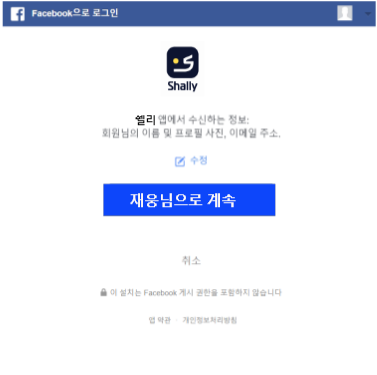 Facebook으로 로그인
Shally
셀리 앱에서 수신하는 정보:
회원님의 이름 및 프로필 사진, 이메일 주소.
수정
재웅님으로 계속
취소
이 설치는 Facebook 게시 권한을 포함하지 않습니다
앱 약관 · 개인정보처리방침